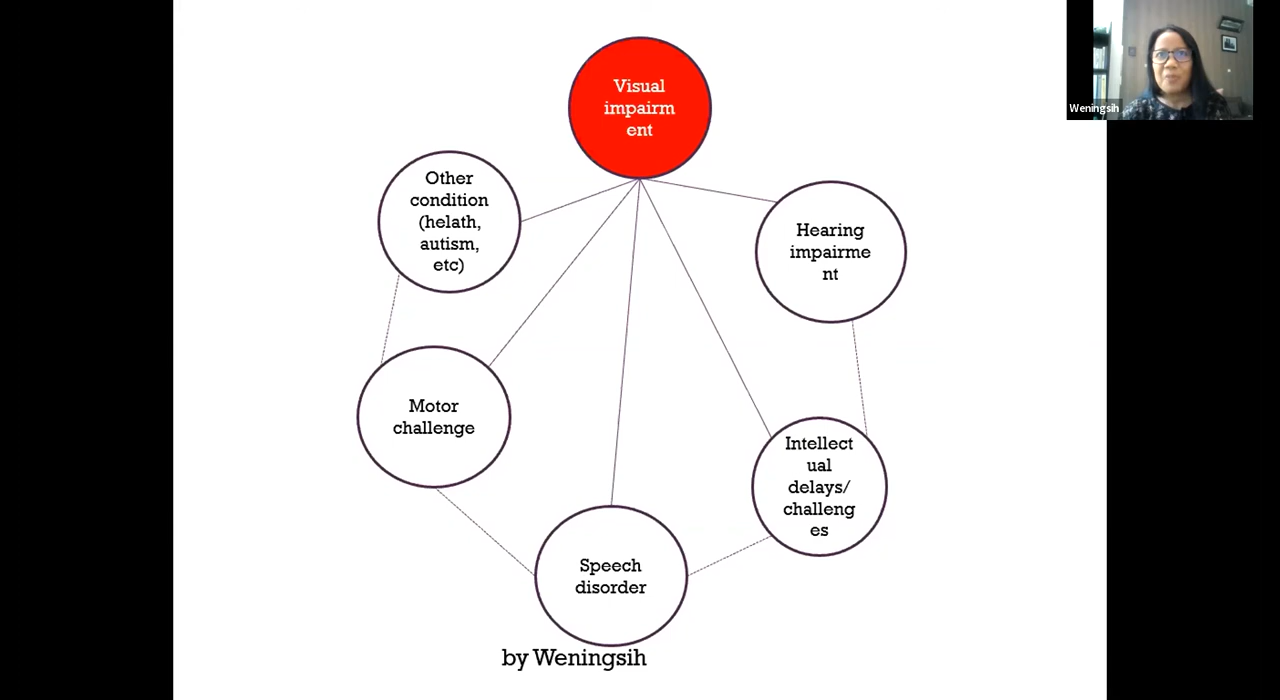 Visual
impairm
ent
Weningsih
Other
condition
(helath,
autism,
etc)
Hearing
impairme
nt
Motor
challenge
Intellect
ual
delays/
challeng
es
Speech
disorder
by Weningsih